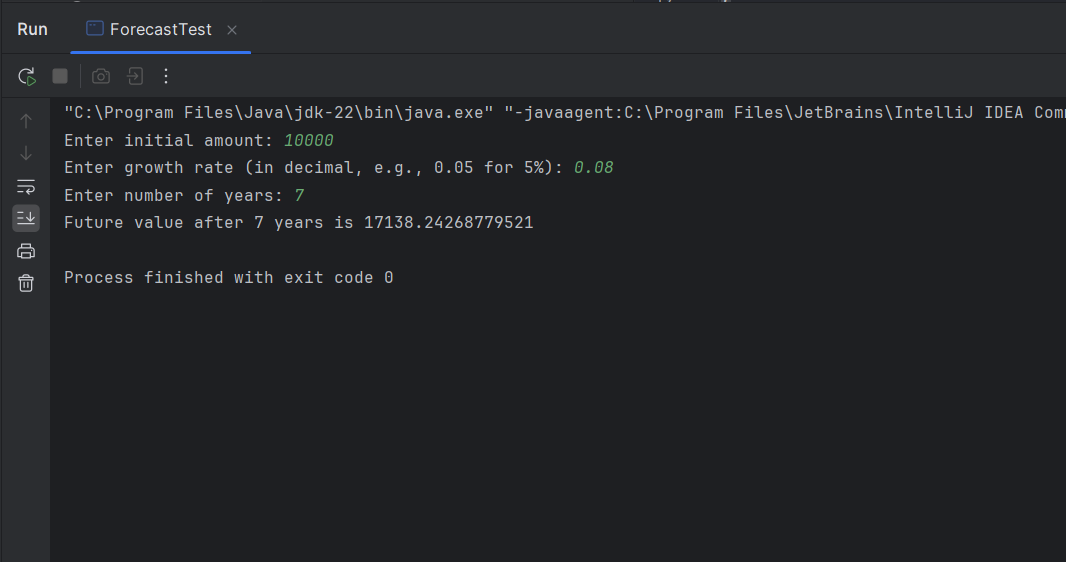 Run ForecastTest
"C:\Program Files\Java\jdk-22\bin\java.exe" "-javaagent:C:\Program Files\JetBrains\IntelliJ IDEA
Enter initial amount: 10000
Enter growth rate (in decimal, e.g., 0.05 for 5%): 0.08
Enter number of years: 7
Future value after 7 years is 17138.24268779521
Process finished with exit code 0